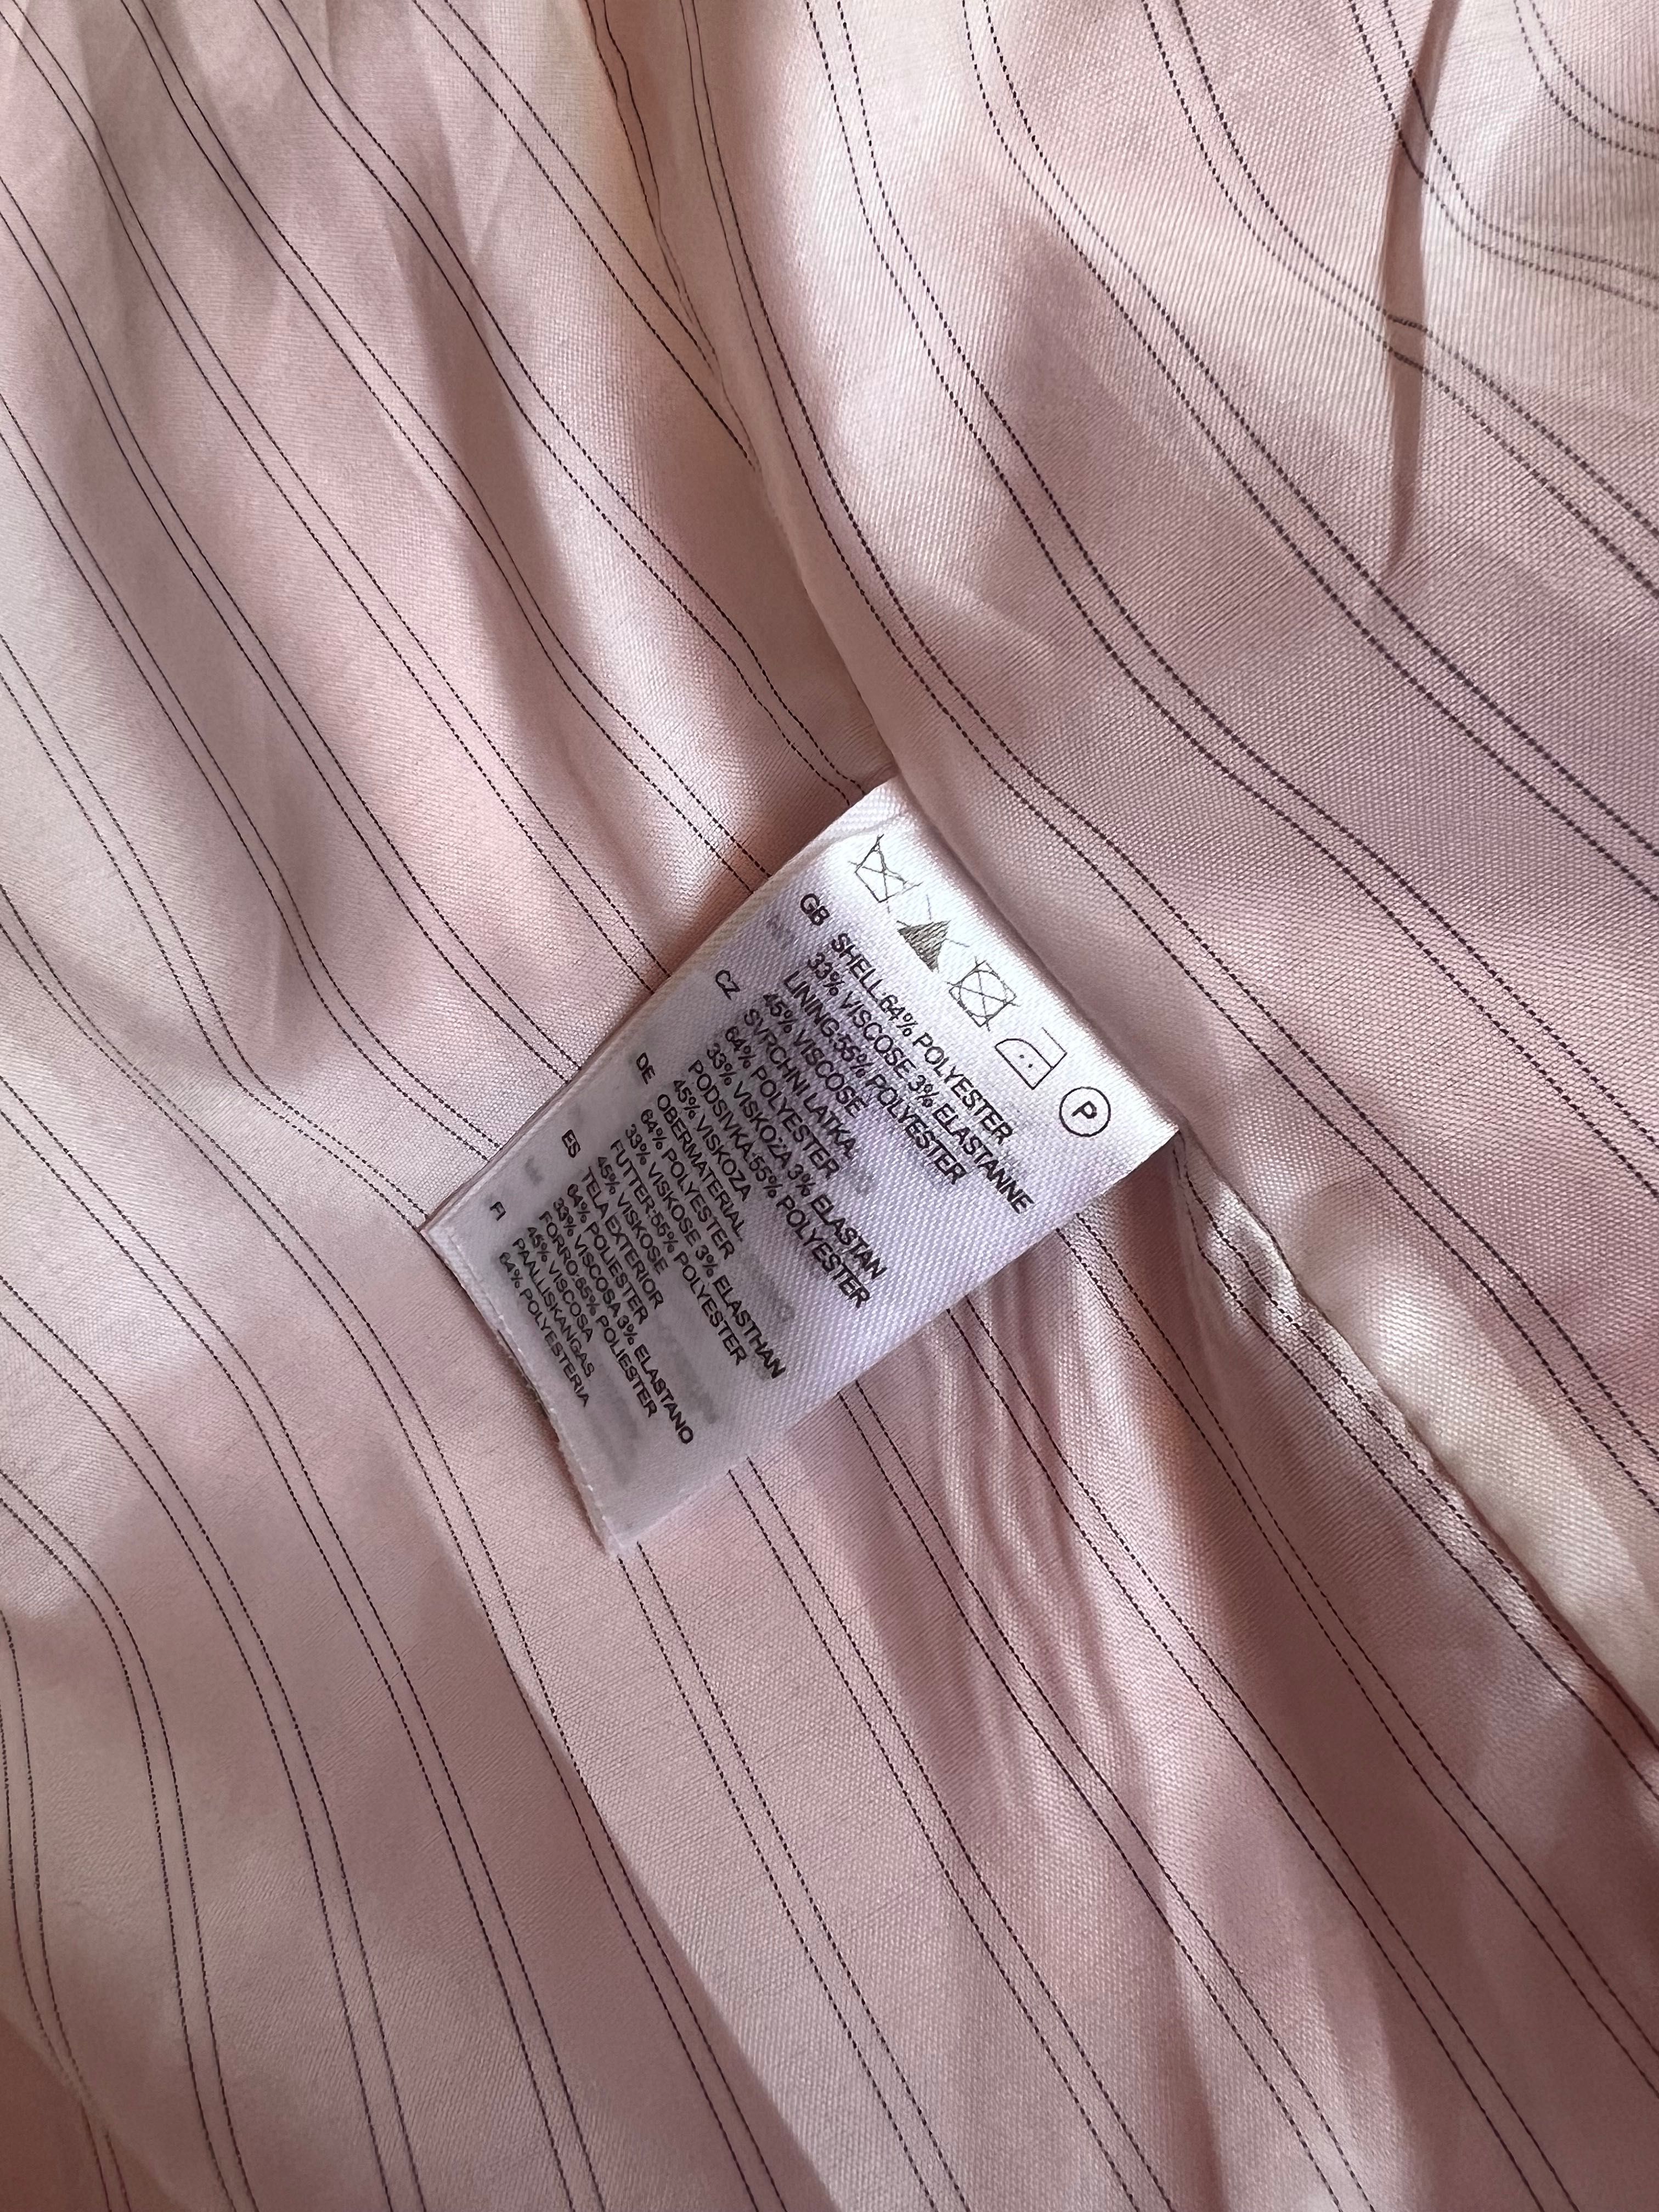 P
GB SHELL:64% POLYESTER
33% VISCOSE 3% ELASTANNE
LINING:55% POLYESTER
45% VISCOSE
CZ SVRCHNI LATKA.
64% POLYESTER
33% VISKOZA 3% ELASTAN
PODSIVKA:55% POLYESTER
45% VISKOZA
DE OBERMATERIAL
64% POLYESTER
33% VISKOSE 3% ELASTHAN
FUTTER:55% POLYESTER
45% VISKOSE
ES TELA EXTERIOR
64% POLIESTER
33% VISCOSA 3% ELASTANO
FORRO:55% POLIESTER
45% VISCOSA
FI PAALLISKANGAS
64% POLYESTERIA